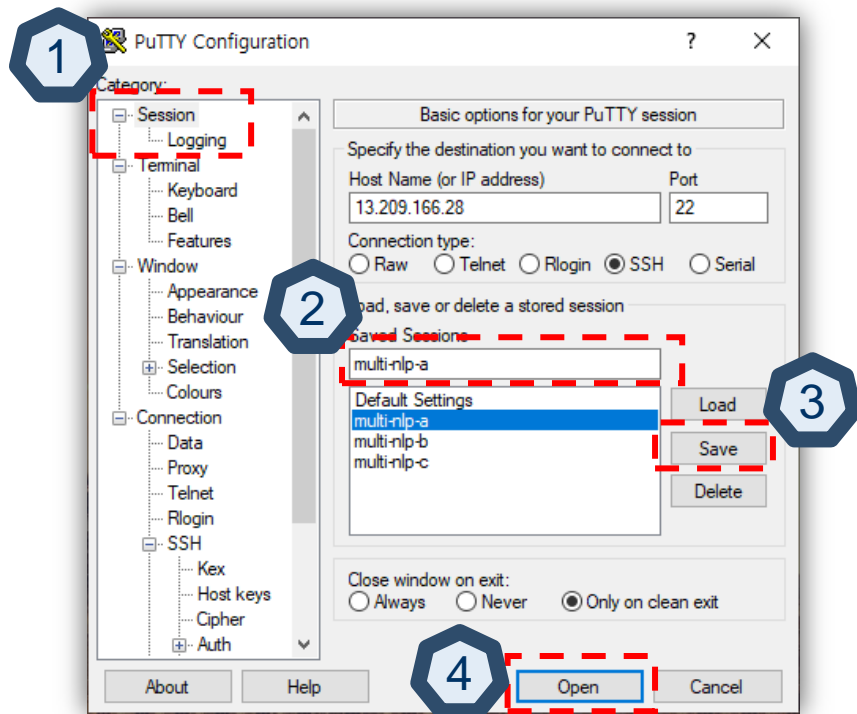 1
PuTTY Configuration
?
Category:
Session
Logging
Terminal
Keyboard
Bell
Features
Window
Appearance
Behaviour
Translation
Selection
Colours
Connection
Data
Proxy
Telnet
Rlogin
SSH
Kex
Host keys
Cipher
Auth
Basic options for your PuTTY session
Specify the destination you want to connect to
Host Name (or IP address) Port
13.209.166.28 22
Connection type:
Raw Telnet Rlogin SSH Serial
2
Load, save or delete a stored session
Saved Sessions
multi-nlp-a
Default Settings
multi-nlp-a
multi-nlp-b
multi-nlp-c
Load
3
Save
Delete
Close window on exit:
Always Never Only on clean exit
About Help 4 Open Cancel